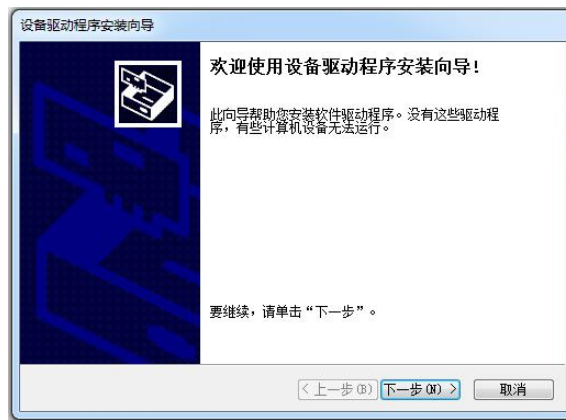 设备驱动程序安装向导
欢迎使用设备驱动程序安装向导!
此向导帮助您安装软件驱动程序。没有这些驱动程
序,有些计算机设备无法运行。
要继续,请单击“下一步”。
< 上一步(B) 下一步(N) > 取消